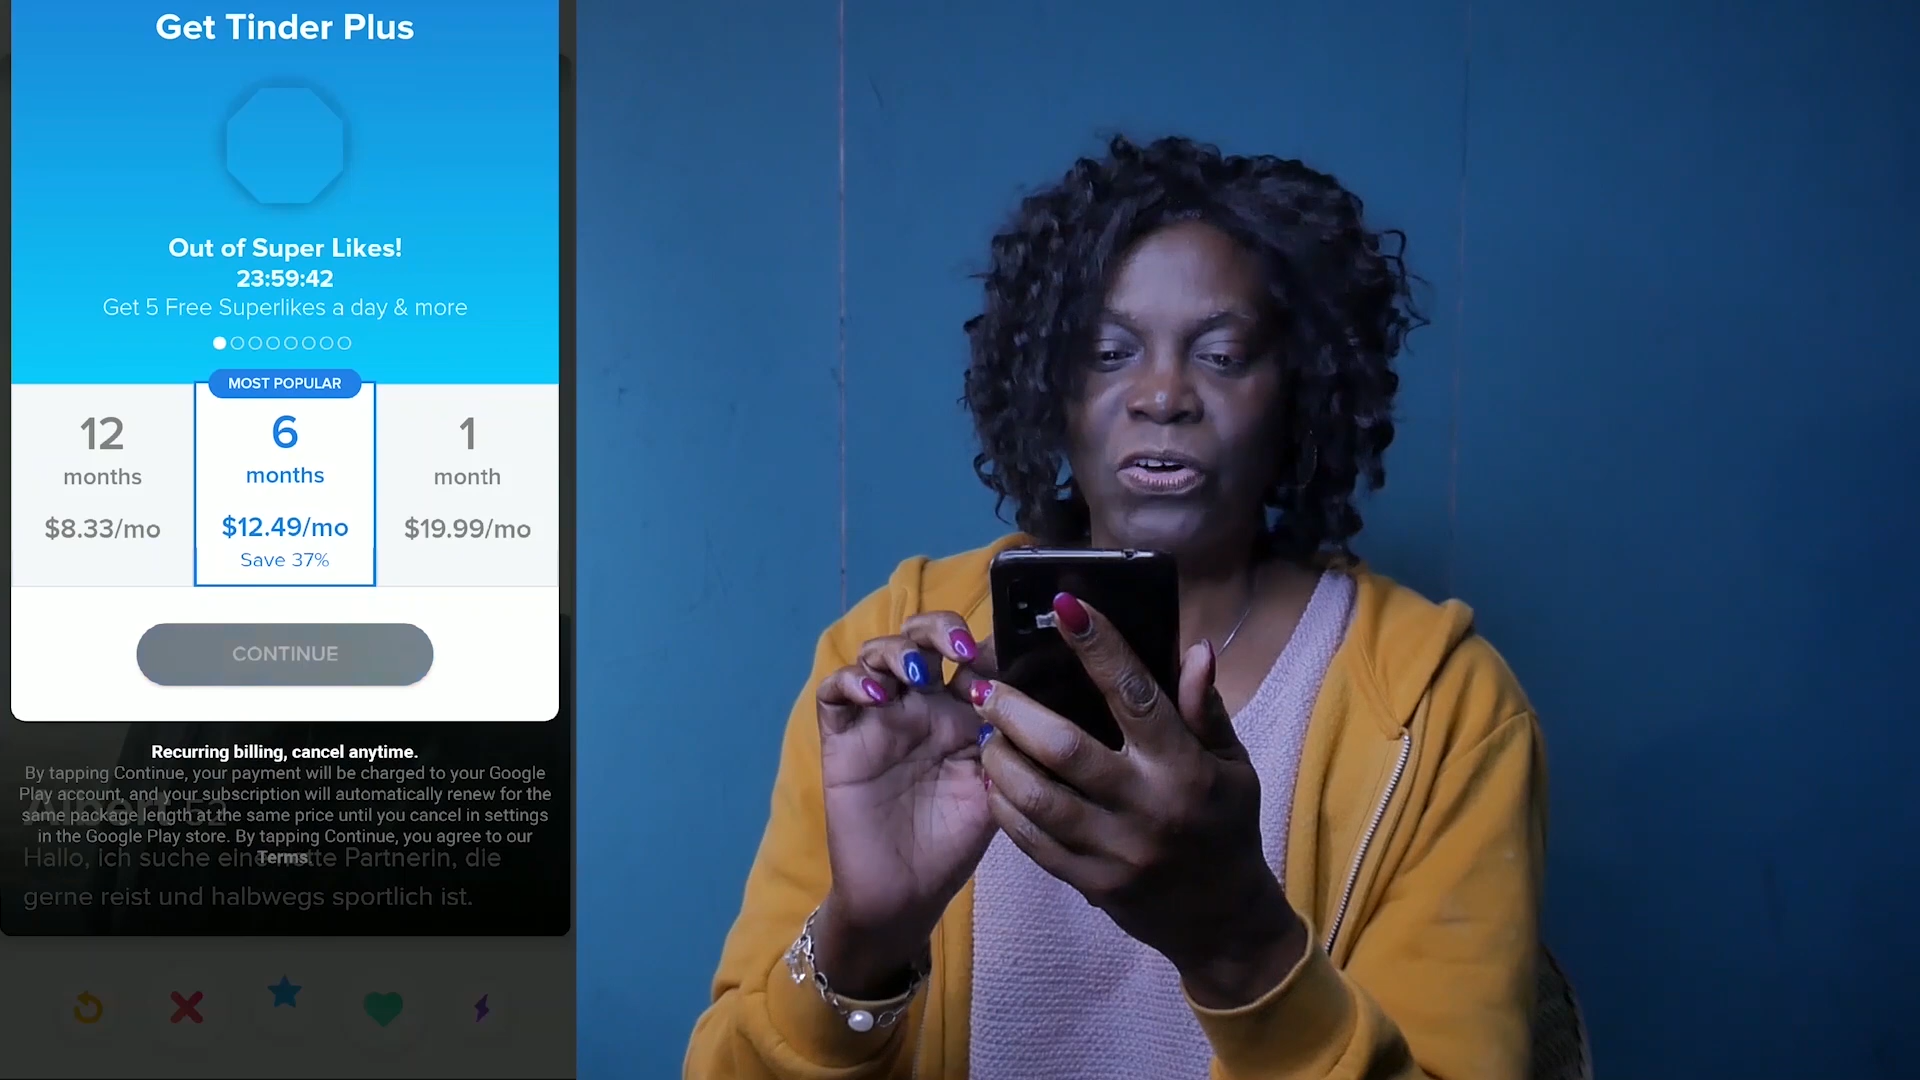 Get Tinder Plus
Out of Super Likes!
23:59:42
Get 5 Free Superlikes a day & more
MOST POPULAR
12
months
$8.33/mo
6
months
$12.49/mo
Save 37%
1
month
$19.99/mo
CONTINUE
Recurring billing, cancel anytime.
By tapping Continue, your payment will be charged to your Google
Play account, and your subscription will automatically renew for the
same package length at the same price until you cancel in settings
in the Google Play store. By tapping Continue, you agree to our
Terms.
Albert 52
Hallo, ich suche eine nette Partnerin, die
gerne reist und halbwegs sportlich ist.